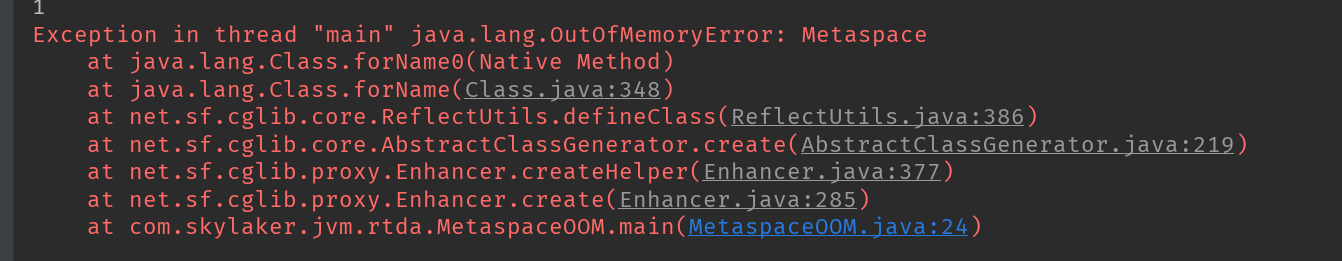 1
Exception in thread "main" java.lang.OutOfMemoryError: Metaspace
at java.lang.Class.forName0(Native Method)
at java.lang.Class.forName(Class.java:348)
at net.sf.cglib.core.ReflectUtils.defineClass(ReflectUtils.java:386)
at net.sf.cglib.core.AbstractClassGenerator.create(AbstractClassGenerator.java:219)
at net.sf.cglib.proxy.Enhancer.createHelper(Enhancer.java:377)
at net.sf.cglib.proxy.Enhancer.create(Enhancer.java:285)
at com.skylaker.jvm.rtda.MetaspaceOOM.main(MetaspaceOOM.java:24)